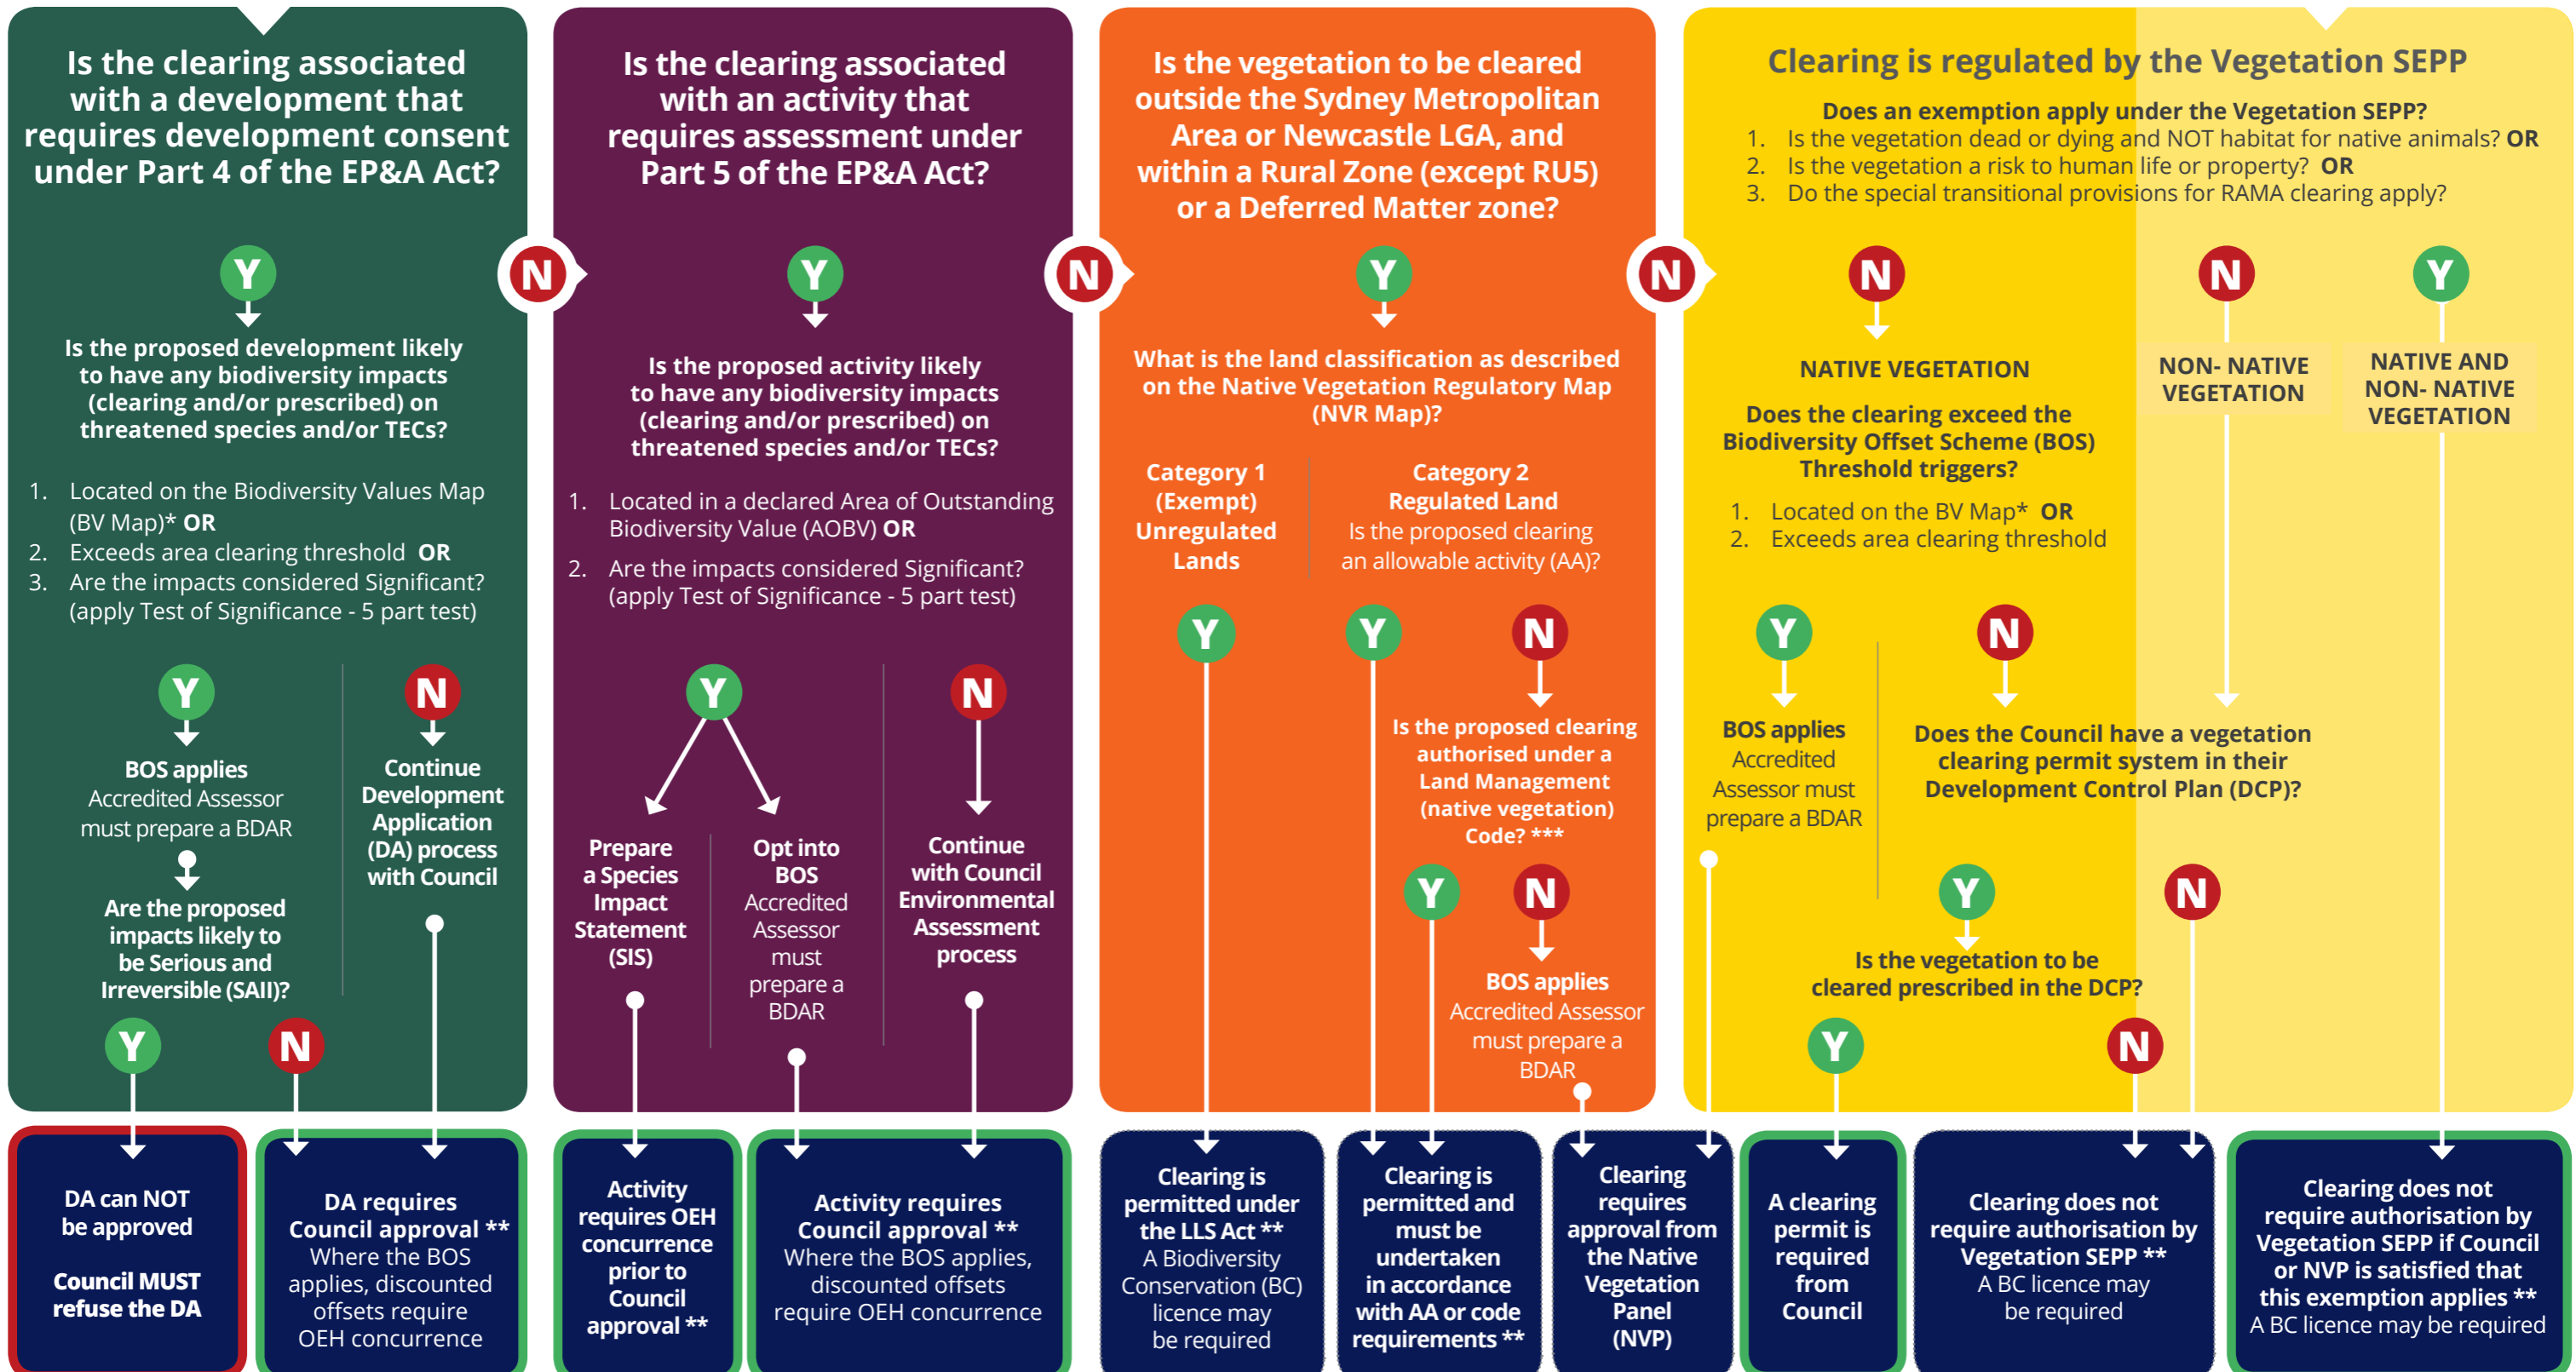 Is the clearing associated
with a development that
requires development consent
under Part 4 of the EP&A Act?
Y
N
Is the proposed development likely
to have any biodiversity impacts
(clearing and/or prescribed) on
threatened species and/or TECs?
1. Located on the Biodiversity Values Map
(BV Map)* OR
2. Exceeds area clearing threshold OR
3. Are the impacts considered Significant?
(apply Test of Significance - 5 part test)
Y
N
BOS applies
Accredited Assessor
must prepare a BDAR
Continue
Development
Application
(DA) process
with Council
Are the proposed
impacts likely to
be Serious and
Irreversible (SAII)?
Y
N
DA can NOT
be approved
Council MUST
refuse the DA
DA requires
Council approval **
Where the BOS
applies, discounted
offsets require
OEH concurrence
Is the clearing associated
with an activity that
requires assessment under
Part 5 of the EP&A Act?
Y
N
Is the proposed activity likely
to have any biodiversity impacts
(clearing and/or prescribed) on
threatened species and/or TECs?
1. Located in a declared Area of Outstanding
Biodiversity Value (AOBV) OR
2. Are the impacts considered Significant?
(apply Test of Significance - 5 part test)
Y
N
Prepare
a Species
Impact
Statement
(SIS)
Opt into
BOS
Accredited
Assessor
must
prepare a
BDAR
Continue
with Council
Environmental
Assessment
process
Activity
requires OEH
concurrence
prior to
Council
approval **
Activity requires
Council approval **
Where the BOS applies,
discounted offsets
require OEH concurrence
Is the vegetation to be cleared
outside the Sydney Metropolitan
Area or Newcastle LGA, and
within a Rural Zone (except RU5)
or a Deferred Matter zone?
Y
N
What is the land classification as described
on the Native Vegetation Regulatory Map
(NVR Map)?
Category 1
(Exempt)
Unregulated
Lands
Category 2
Regulated Land
Is the proposed clearing
an allowable activity (AA)?
Y
Y
N
Is the proposed clearing
authorised under a
Land Management
(native vegetation)
Code? ***
Y
N
BOS applies
Accredited Assessor
must prepare a
BDAR
Clearing is
permitted under
the LLS Act **
A Biodiversity
Conservation (BC)
licence may
be required
Clearing is
permitted and
must be
undertaken
in accordance
with AA or code
requirements **
Clearing
requires
approval from
the Native
Vegetation
Panel
(NVP)
Clearing is regulated by the Vegetation SEPP
Does an exemption apply under the Vegetation SEPP?
1. Is the vegetation dead or dying and NOT habitat for native animals? OR
2. Is the vegetation a risk to human life or property? OR
3. Do the special transitional provisions for RAMA clearing apply?
N
N
Y
NATIVE VEGETATION
NON- NATIVE
VEGETATION
NATIVE AND
NON- NATIVE
VEGETATION
Does the clearing exceed the
Biodiversity Offset Scheme (BOS)
Threshold triggers?
1. Located on the BV Map* OR
2. Exceeds area clearing threshold
Y
N
BOS applies
Accredited
Assessor must
prepare a BDAR
Does the Council have a vegetation
clearing permit system in their
Development Control Plan (DCP)?
Y
N
Is the vegetation to be
cleared prescribed in the DCP?
Y
N
A clearing
permit is
required
from
Council
Clearing does not
require authorisation by
Vegetation SEPP **
A BC licence may
be required
Clearing does not
require authorisation by
Vegetation SEPP if Council
or NVP is satisfied that
this exemption applies **
A BC licence may be required